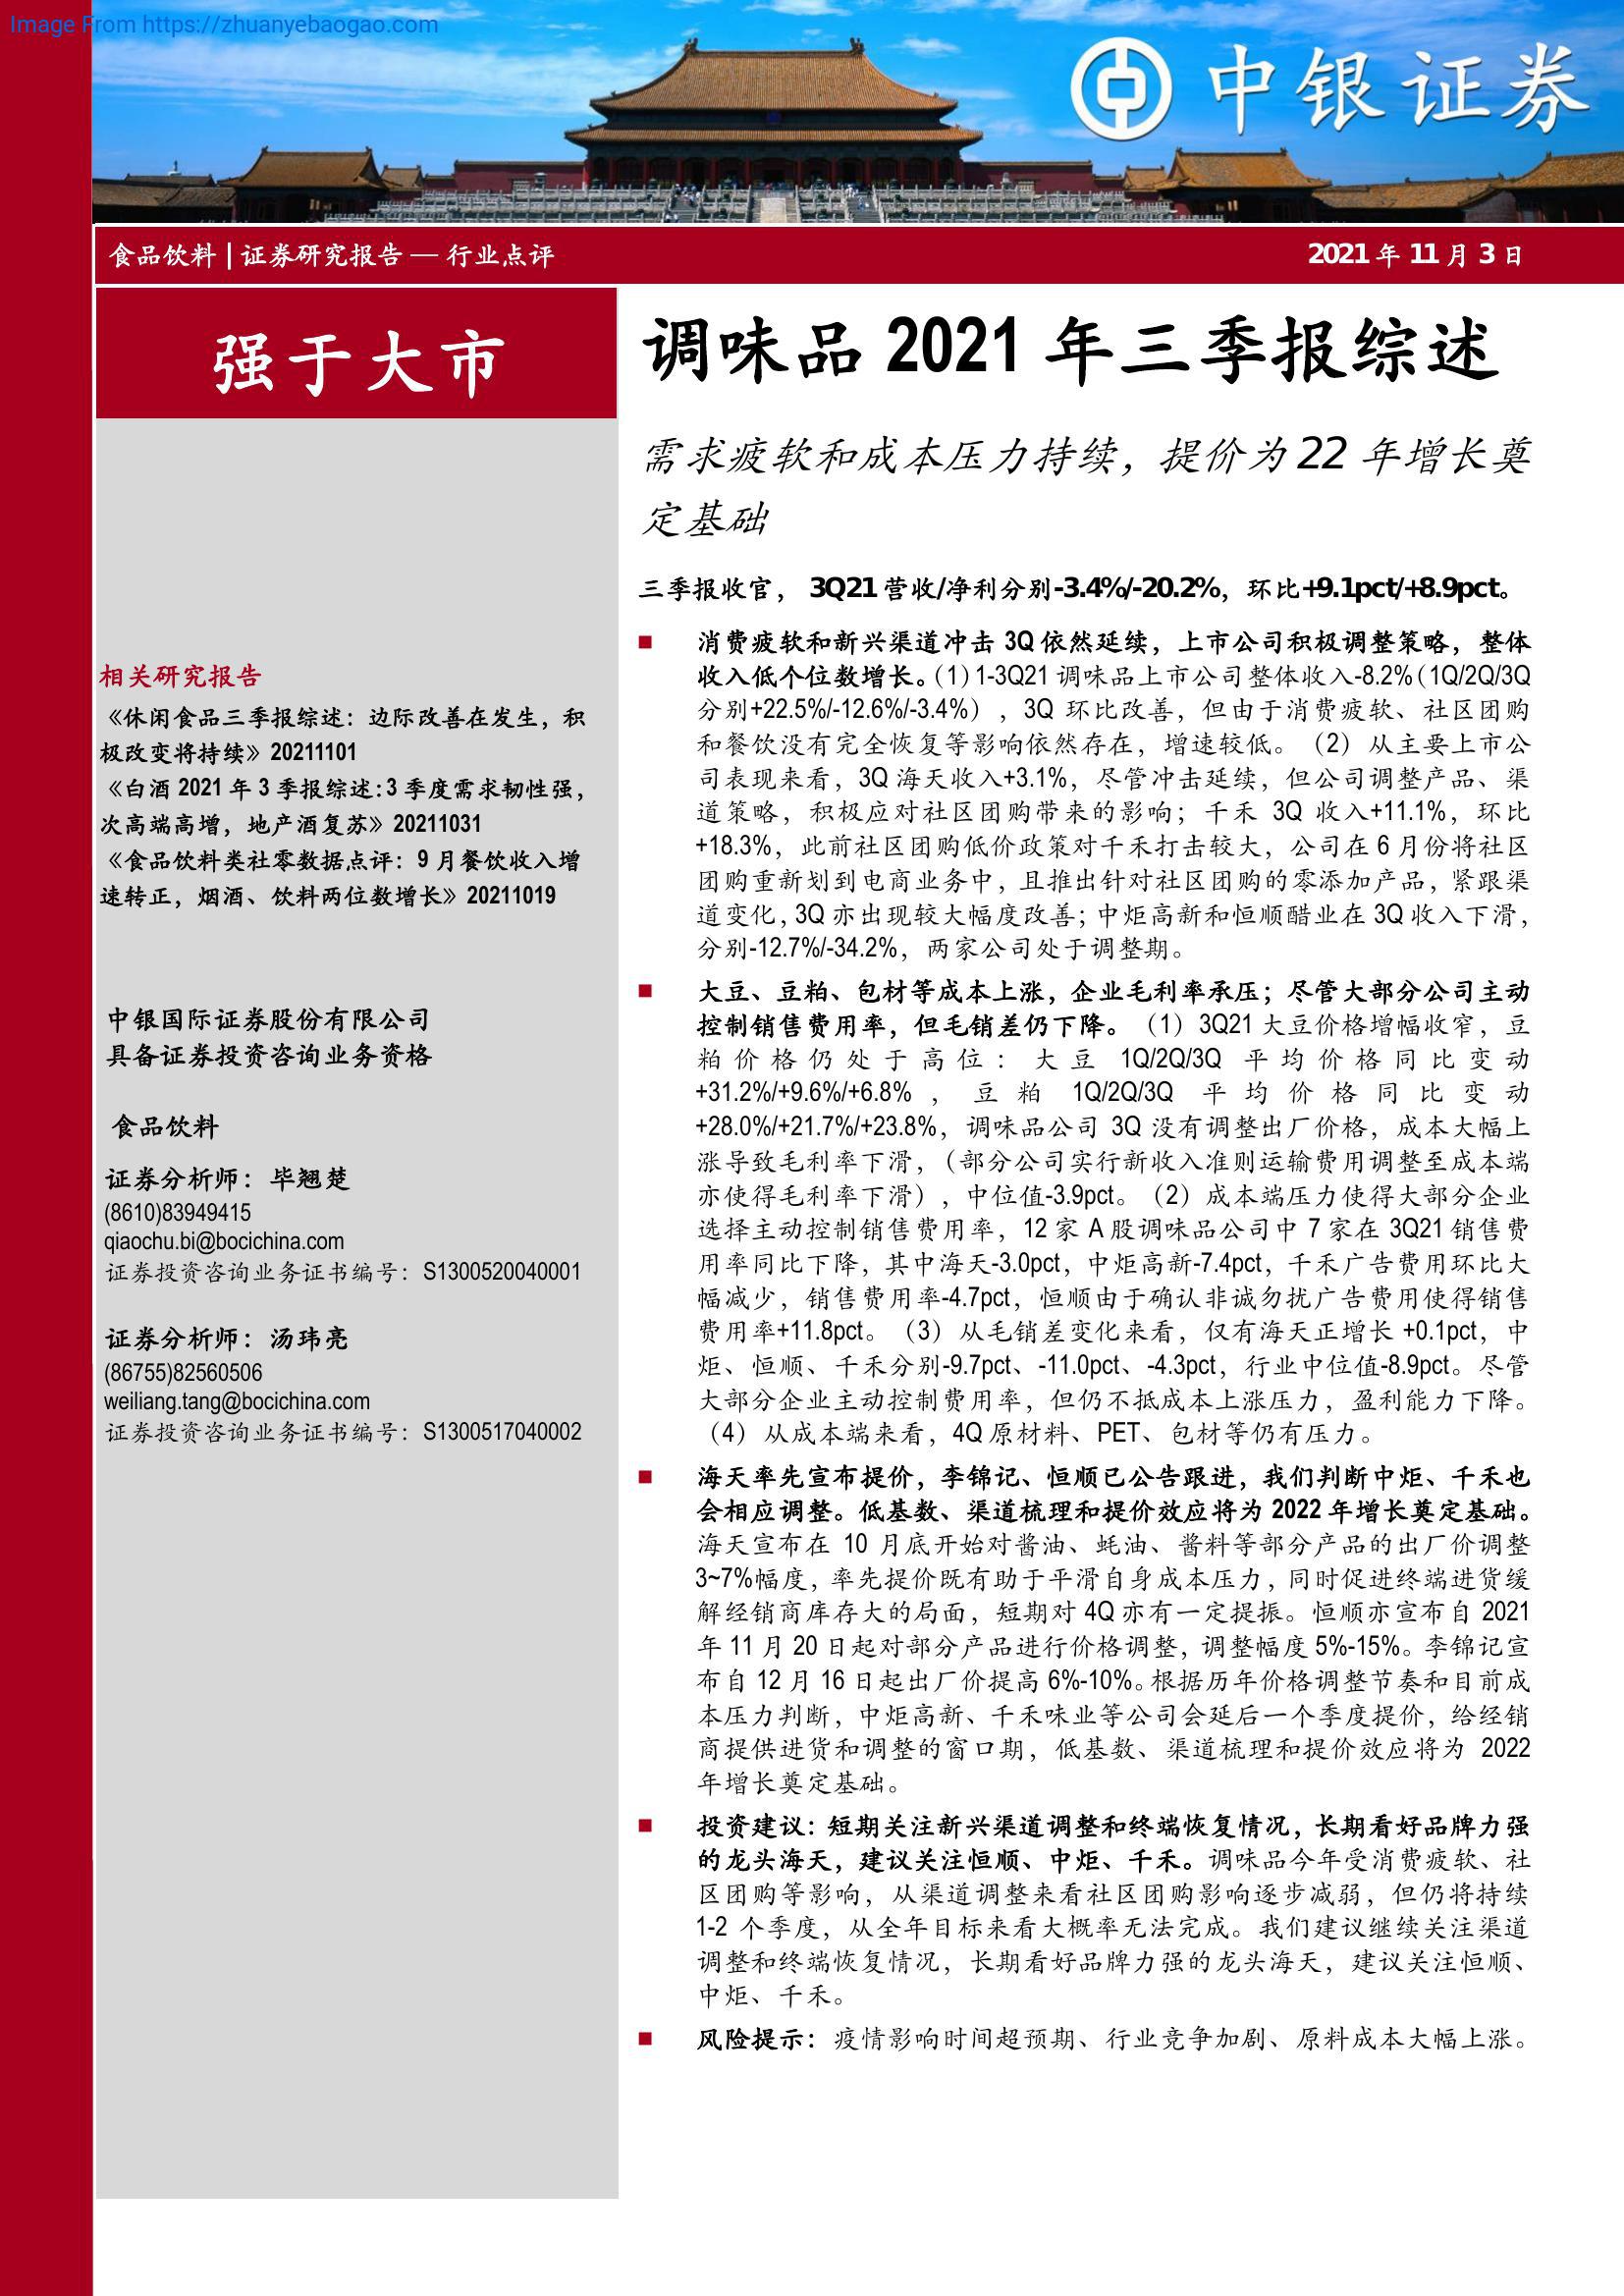 Image From https://zhuanyebaogao.com
中银证券
食品饮料 | 证券研究报告 — 行业点评
2021 年 11 月 3 日
强于大市
调味品 2021 年三季报综述
需求疲软和成本压力持续，提价为 22 年增长奠
定基础
三季报收官， 3Q21 营收/净利分别-3.4%/-20.2%，环比+9.1pct/+8.9pct。
消费疲软和新兴渠道冲击 3Q 依然延续，上市公司积极调整策略，整体
收入低个位数增长。（1）1-3Q21 调味品上市公司整体收入-8.2%（1Q/2Q/3Q
分别+22.5%/-12.6%/-3.4%），3Q 环比改善，但由于消费疲软、社区团购
和餐饮没有完全恢复等影响依然存在，增速较低。（2）从主要上市公
司表现来看，3Q 海天收入+3.1%，尽管冲击延续，但公司调整产品、渠
道策略，积极应对社区团购带来的影响；千禾 3Q 收入+11.1%，环比
+18.3%，此前社区团购低价政策对千禾打击较大，公司在 6 月份将社区
团购重新划到电商业务中，且推出针对社区团购的零添加产品，紧跟渠
道变化，3Q 亦出现较大幅度改善；中炬高新和恒顺醋业在 3Q 收入下滑，
分别-12.7%/-34.2%，两家公司处于调整期。
大豆、豆粕、包材等成本上涨，企业毛利率承压；尽管大部分公司主动
控制销售费用率，但毛销差仍下降。（1）3Q21 大豆价格增幅收窄，豆
粕价格仍处于高位：大豆 1Q/2Q/3Q 平均价格同比变动
+31.2%/+9.6%/+6.8% ，豆粕 1Q/2Q/3Q 平均价格同比变动
+28.0%/+21.7%/+23.8%，调味品公司 3Q 没有调整出厂价格，成本大幅上
涨导致毛利率下滑，（部分公司实行新收入准则运输费用调整至成本端
亦使得毛利率下滑），中位值-3.9pct。（2）成本端压力使得大部分企业
选择主动控制销售费用率，12 家 A 股调味品公司中 7 家在 3Q21 销售费
用率同比下降，其中海天-3.0pct，中炬高新-7.4pct，千禾广告费用环比大
幅减少，销售费用率-4.7pct，恒顺由于确认非诚勿扰广告费用使得销售
费用率+11.8pct。（3）从毛销差变化来看，仅有海天正增长 +0.1pct，中
炬、恒顺、千禾分别-9.7pct、-11.0pct、-4.3pct，行业中位值-8.9pct。尽管
大部分企业主动控制费用率，但仍不抵成本上涨压力，盈利能力下降。
（4）从成本端来看，4Q 原材料、PET、包材等仍有压力。
海天率先宣布提价，李锦记、恒顺已公告跟进，我们判断中炬、千禾也
会相应调整。低基数、渠道梳理和提价效应将为 2022 年增长奠定基础。
海天宣布在 10 月底开始对酱油、蚝油、酱料等部分产品的出厂价调整
3~7%幅度，率先提价既有助于平滑自身成本压力，同时促进终端进货缓
解经销商库存大的局面，短期对 4Q 亦有一定提振。恒顺亦宣布自 2021
年 11 月 20 日起对部分产品进行价格调整，调整幅度 5%-15%。李锦记宣
布自 12 月 16 日起出厂价提高 6%-10%。根据历年价格调整节奏和目前成
本压力判断，中炬高新、千禾味业等公司会延后一个季度提价，给经销
商提供进货和调整的窗口期，低基数、渠道梳理和提价效应将为 2022
年增长奠定基础。
投资建议：短期关注新兴渠道调整和终端恢复情况，长期看好品牌力强
的龙头海天，建议关注恒顺、中炬、千禾。调味品今年受消费疲软、社
区团购等影响，从渠道调整来看社区团购影响逐步减弱，但仍将持续
1-2 个季度，从全年目标来看大概率无法完成。我们建议继续关注渠道
调整和终端恢复情况，长期看好品牌力强的龙头海天，建议关注恒顺、
中炬、千禾。
风险提示：疫情影响时间超预期、行业竞争加剧、原料成本大幅上涨。
相关研究报告
《休闲食品三季报综述：边际改善在发生，积
极改变将持续》20211101
《白酒 2021 年 3 季报综述：3 季度需求韧性强，
次高端高增，地产酒复苏》20211031
《食品饮料类社零数据点评：9 月餐饮收入增
速转正，烟酒、饮料两位数增长》20211019
中银国际证券股份有限公司
具备证券投资咨询业务资格
食品饮料
证券分析师：毕翘楚
(8610)83949415
qiaochu.bi@bocichina.com
证券投资咨询业务证书编号：S1300520040001
证券分析师：汤玮亮
(86755)82560506
weiliang.tang@bocichina.com
证券投资咨询业务证书编号：S1300517040002